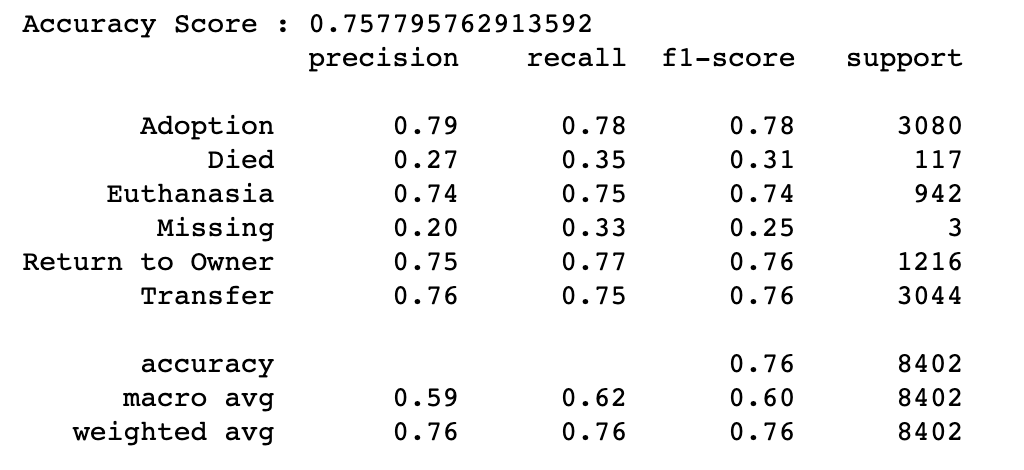 Accuracy Score : 0.757795762913592
precision recall f1-score support
Adoption 0.79 0.78 0.78 3080
Died 0.27 0.35 0.31 117
Euthanasia 0.74 0.75 0.74 942
Missing 0.20 0.33 0.25 3
Return to Owner 0.75 0.77 0.76 1216
Transfer 0.76 0.75 0.76 3044
accuracy 0.76 8402
macro avg 0.59 0.62 0.60 8402
weighted avg 0.76 0.76 0.76 8402